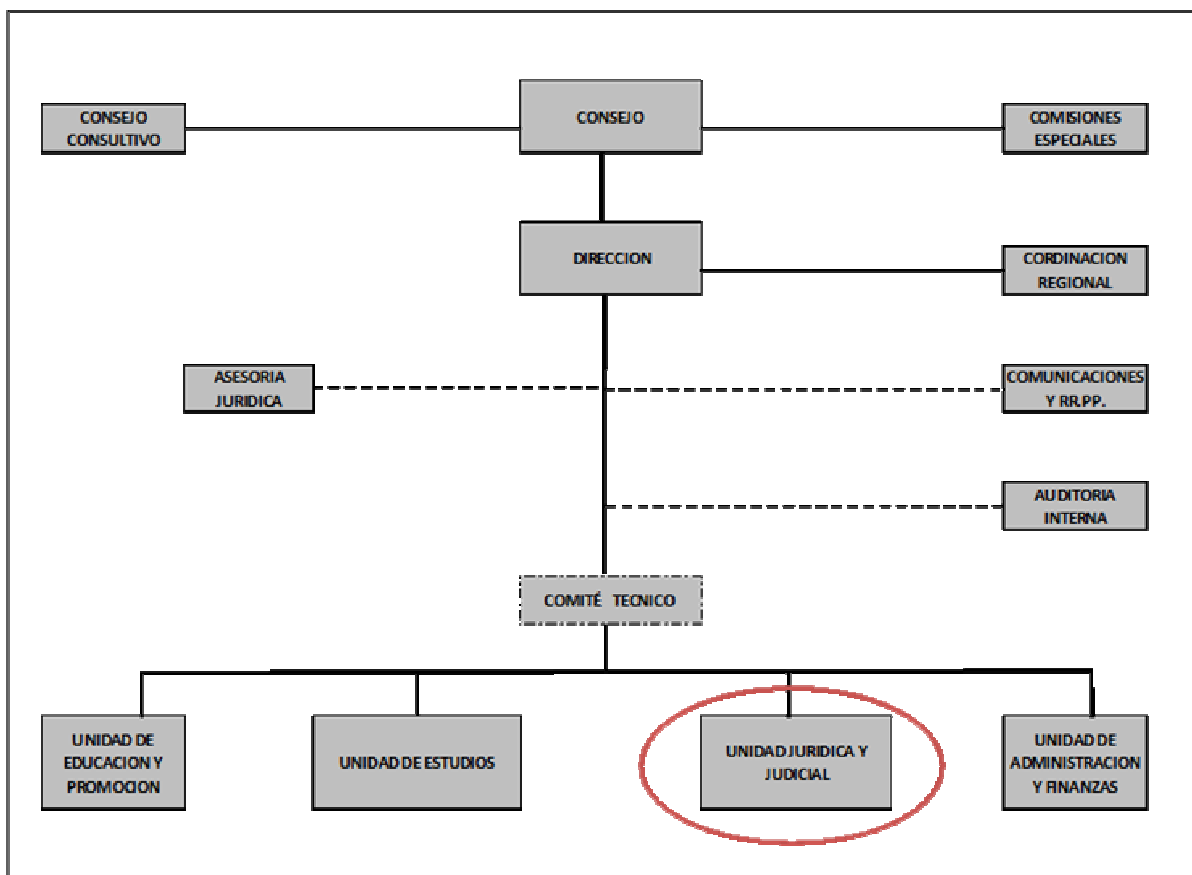 CONSEJO
CONSULTIVO
CONSEJO
COMISIONES
ESPECIALES
DIRECCION
CORDINACION
REGIONAL
ASESORIA
JURIDICA
COMUNICACIONES
Y RR.PP.
AUDITORIA
INTERNA
COMITÉ TECNICO
UNIDAD DE
EDUCACION Y
PROMOCION
UNIDAD DE ESTUDIOS
UNIDAD JURIDICA Y
JUDICIAL
UNIDAD DE
ADMINISTRACION
Y FINANZAS